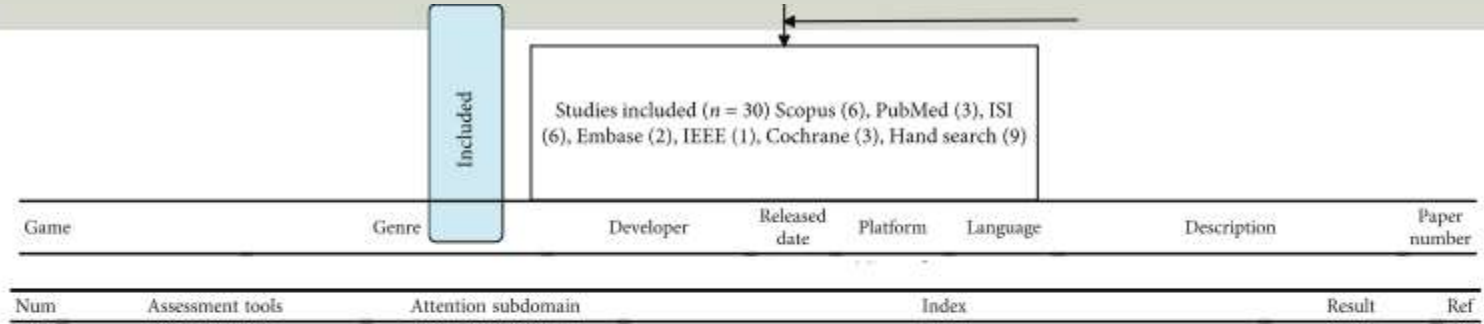 Included
Studies included (n = 30) Scopus (6), PubMed (3), ISI
(6), Embase (2), IEEE (1), Cochrane (3), Hand search (9)
Game Genre Developer Released date Platform Language Description Paper number
Num Assessment tools Attention subdomain Index Result Ref